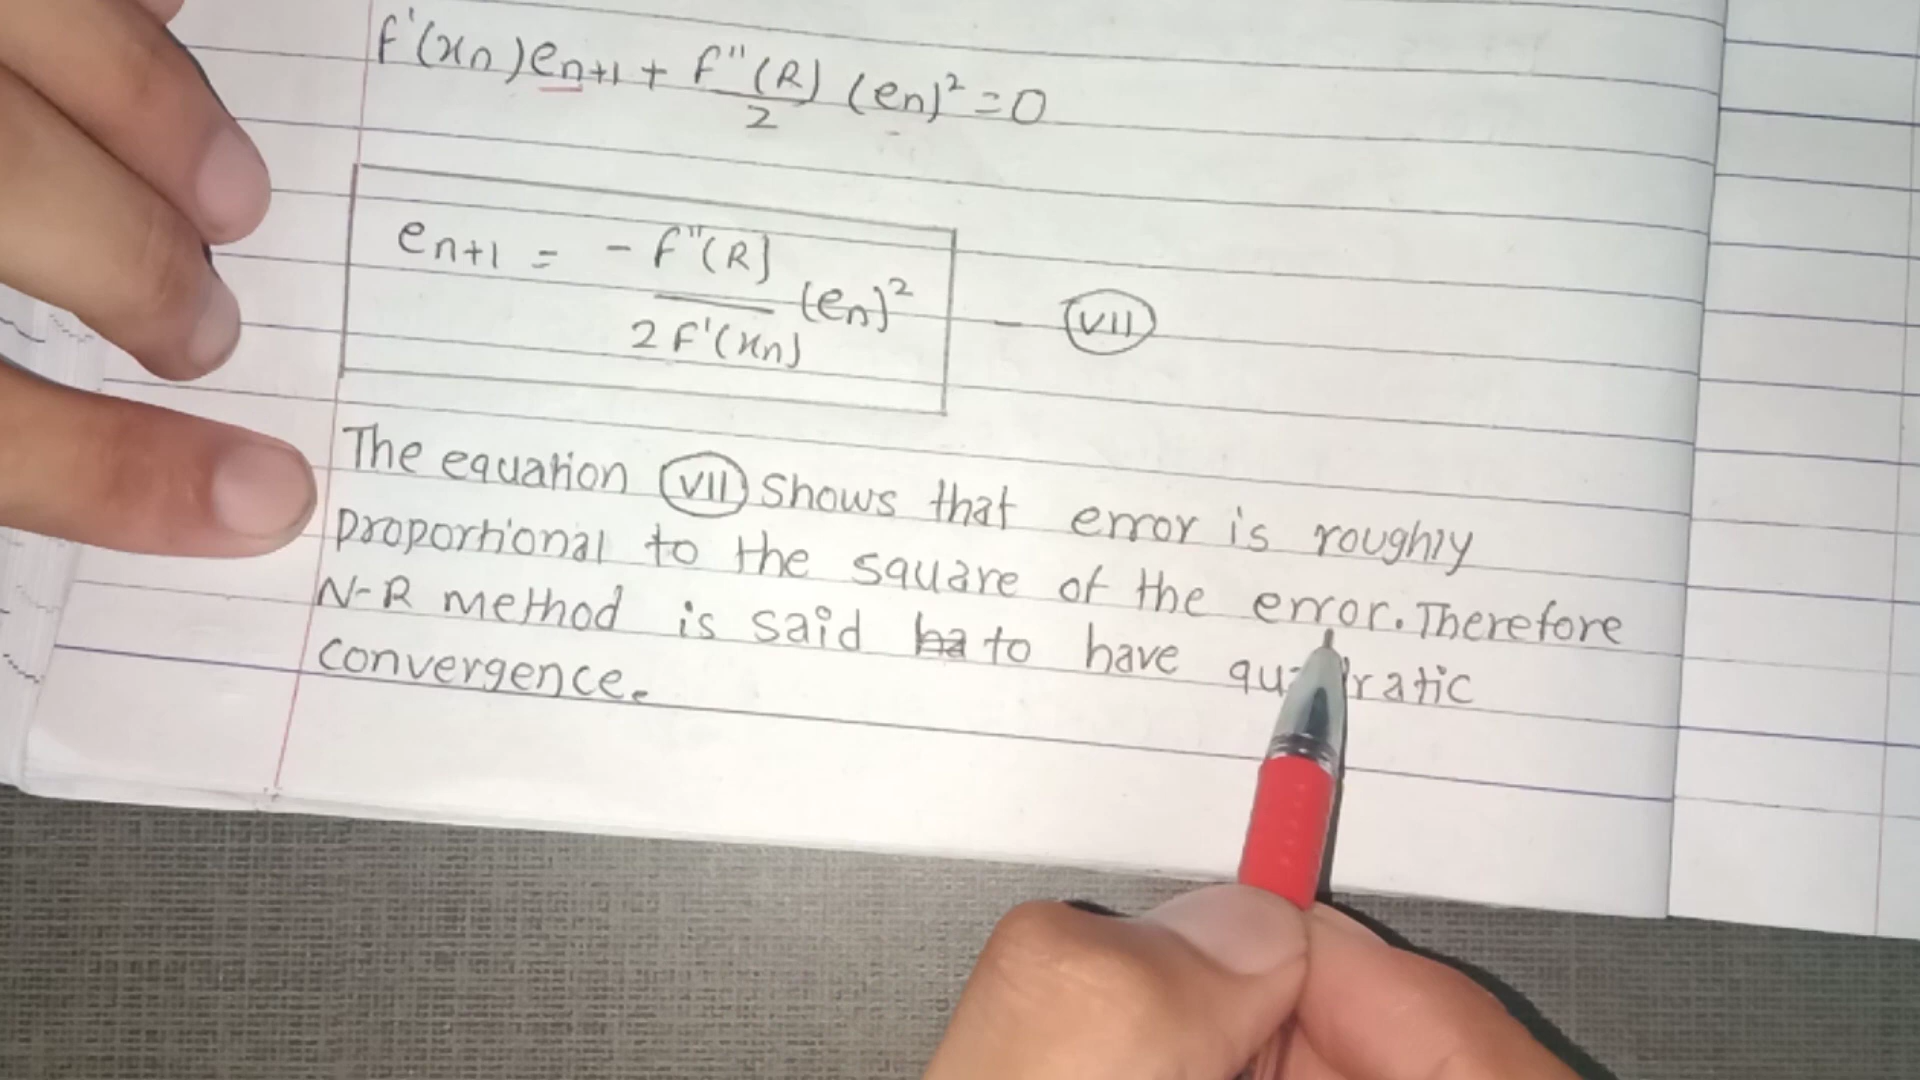 f'(xn)en+1 + f''(R)/2 (en)² = 0
en+1 = -f''(R)/2f'(xn) (en)² - VII
The equation VII shows that error is roughly
proportional to the square of the error. Therefore
N-R method is said ha to have quadratic
convergence.